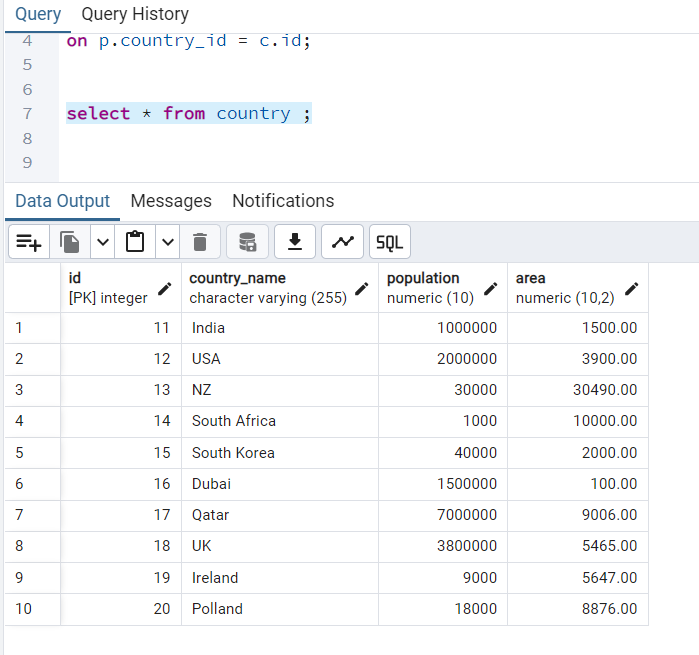 Query Query History
4 on p.country_id = c.id;
5
6
7 select * from country ;
8
9
Data Output Messages Notifications
SQL
id country_name population area
[PK] integer character varying (255) numeric (10) numeric (10,2)
1 11 India 1000000 1500.00
2 12 USA 2000000 3900.00
3 13 NZ 30000 30490.00
4 14 South Africa 1000 10000.00
5 15 South Korea 40000 2000.00
6 16 Dubai 1500000 100.00
7 17 Qatar 7000000 9006.00
8 18 UK 3800000 5465.00
9 19 Ireland 9000 5647.00
10 20 Polland 18000 8876.00